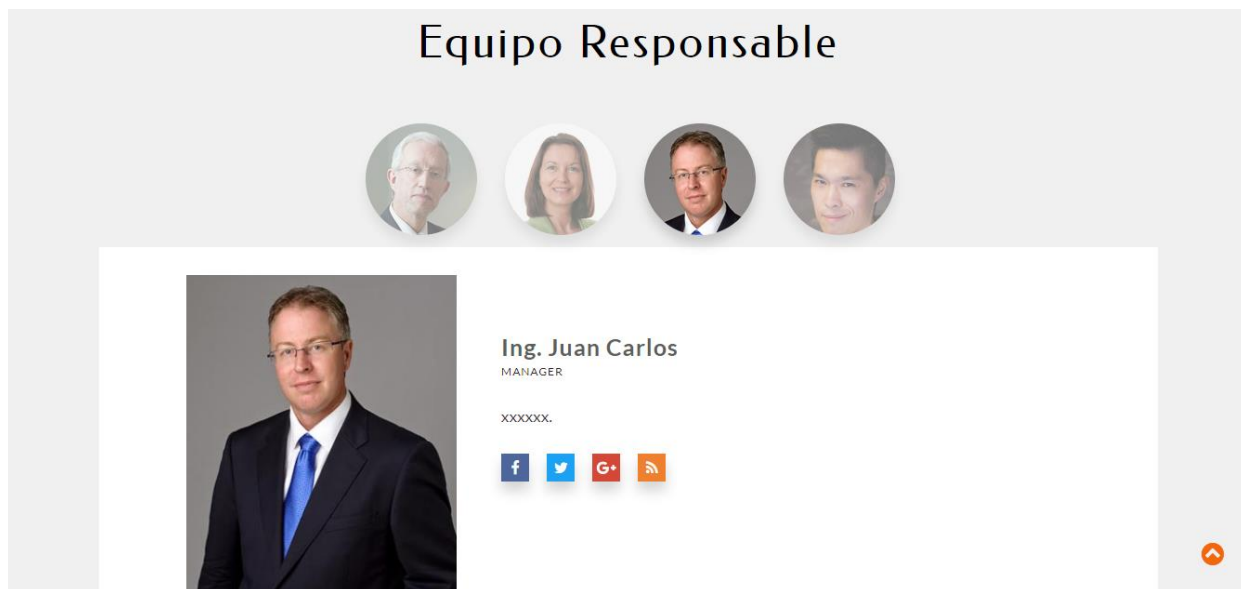 Equipo Responsable
Ing. Juan Carlos
MANAGER
xxxxxx.
f
G+